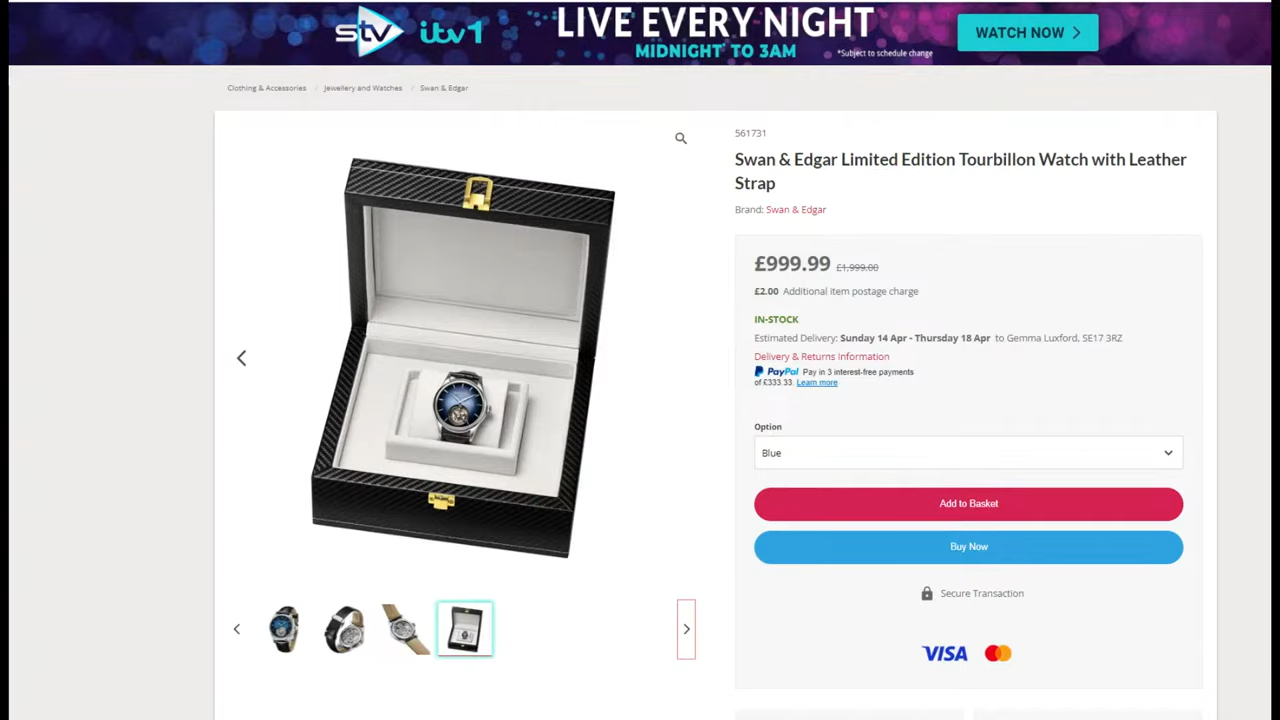 stv itv1 LIVE EVERY NIGHT
MIDNIGHT TO 3AM
*Subject to schedule change
WATCH NOW
Clothing & Accessories / Jewellery and Watches / Swan & Edgar
561731
Swan & Edgar Limited Edition Tourbillon Watch with Leather
Strap
Brand: Swan & Edgar
£999.99 £1,999.00
£2.00 Additional item postage charge
IN-STOCK
Estimated Delivery: Sunday 14 Apr - Thursday 18 Apr to Gemma Luxford, SE17 3RZ
Delivery & Returns Information
PayPal Pay in 3 interest-free payments
of £333.33. Learn more
Option
Blue
Add to Basket
Buy Now
Secure Transaction
VISA